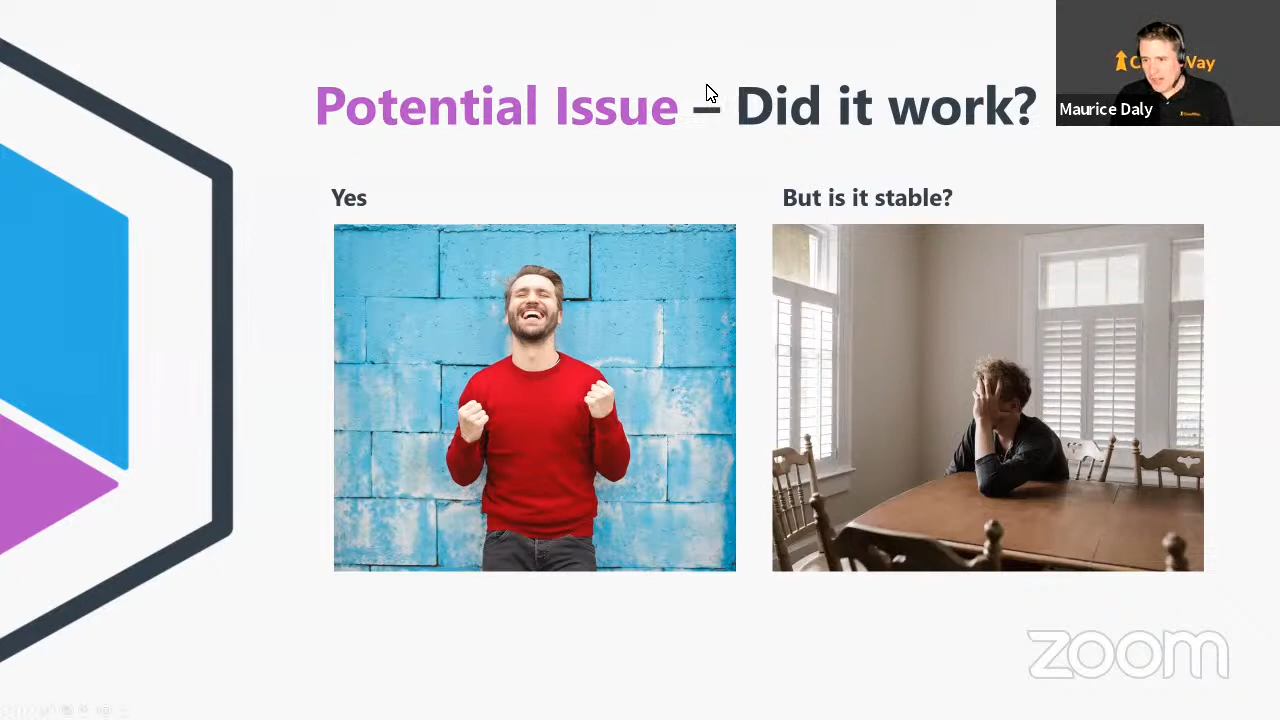 Potential Issue – Did it work?
Maurice Daly
Yes
But is it stable?
zoom